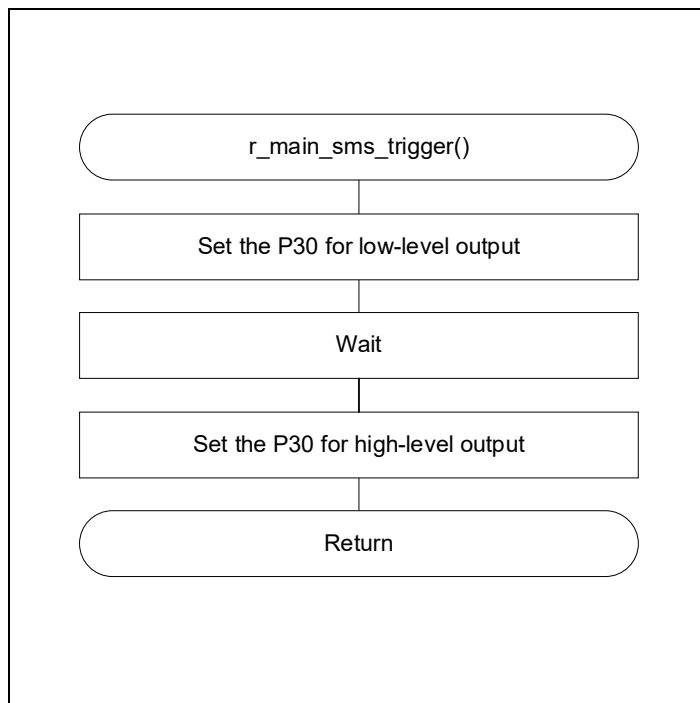 r_main_sms_trigger()
Set the P30 for low-level output
Wait
Set the P30 for high-level output
Return